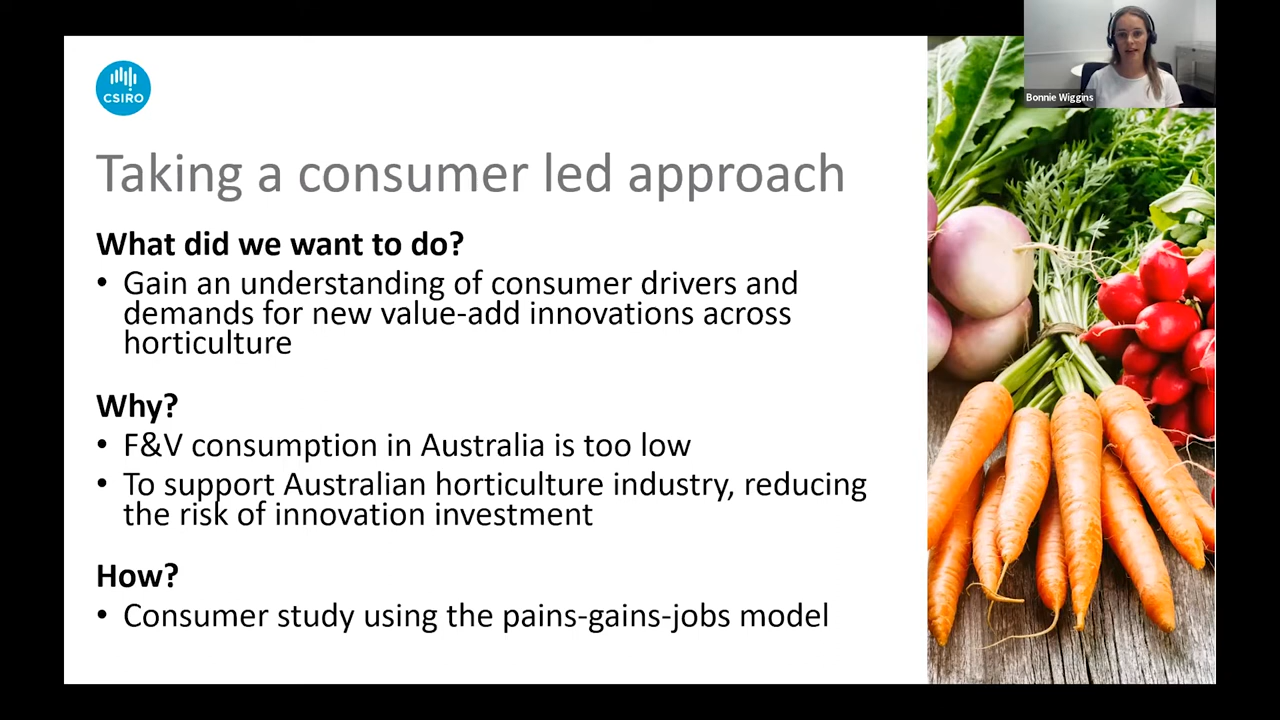 Bonnie Wiggins
CSIRO
Taking a consumer led approach
What did we want to do?
• Gain an understanding of consumer drivers and
demands for new value-add innovations across
horticulture
Why?
• F&V consumption in Australia is too low
• To support Australian horticulture industry, reducing
the risk of innovation investment
How?
• Consumer study using the pains-gains-jobs model